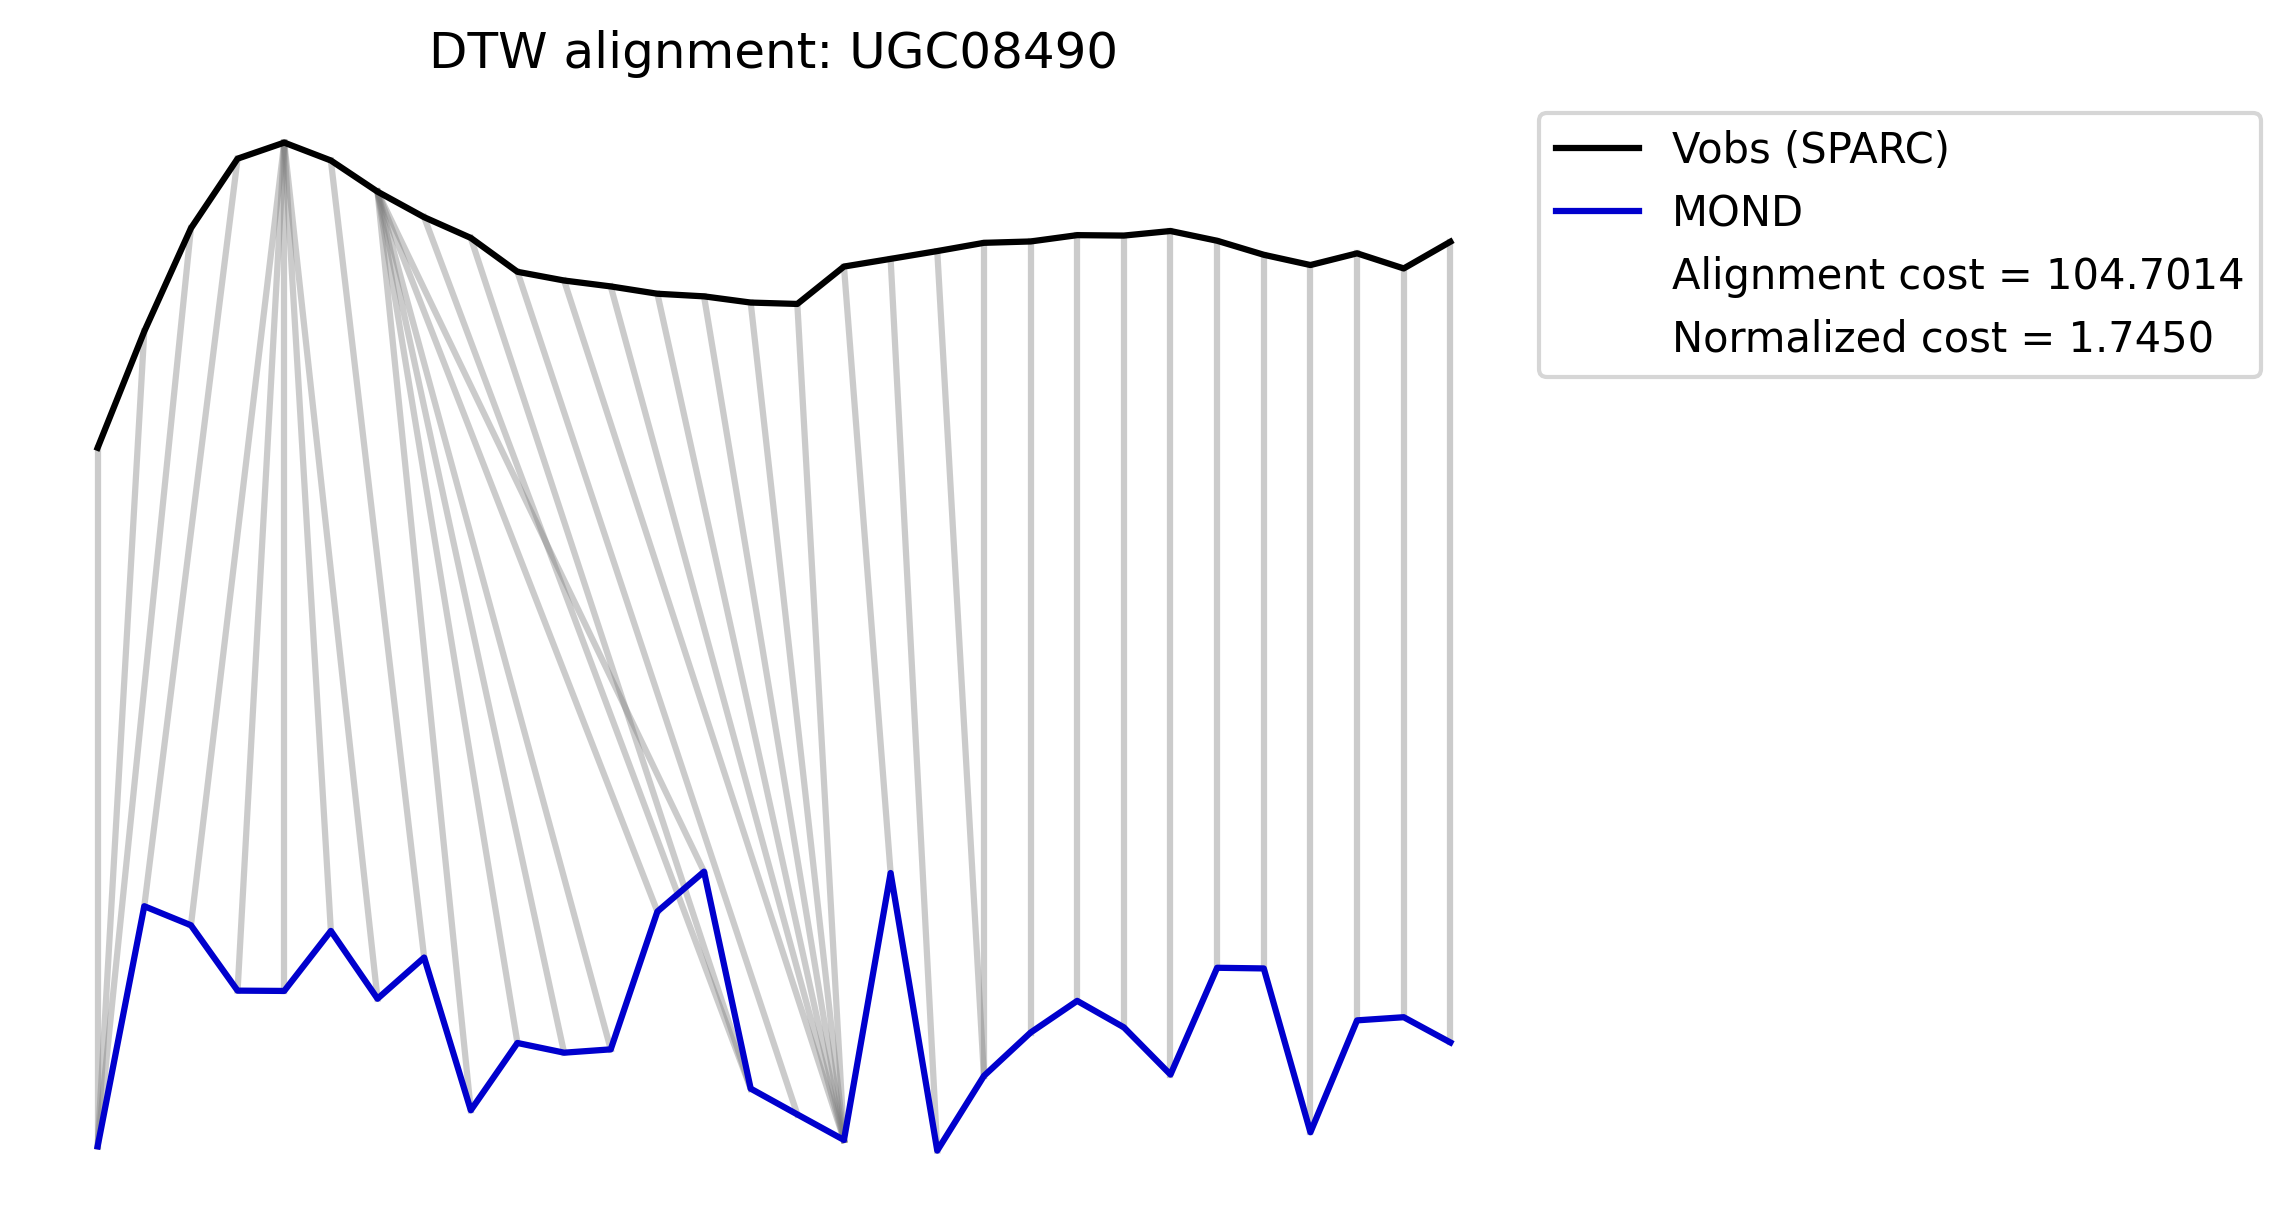 DTW alignment: UGC08490
Vobs (SPARC)
MOND
Alignment cost = 104.7014
Normalized cost = 1.7450